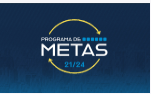 PROGRAMA DE
METAS
21/24